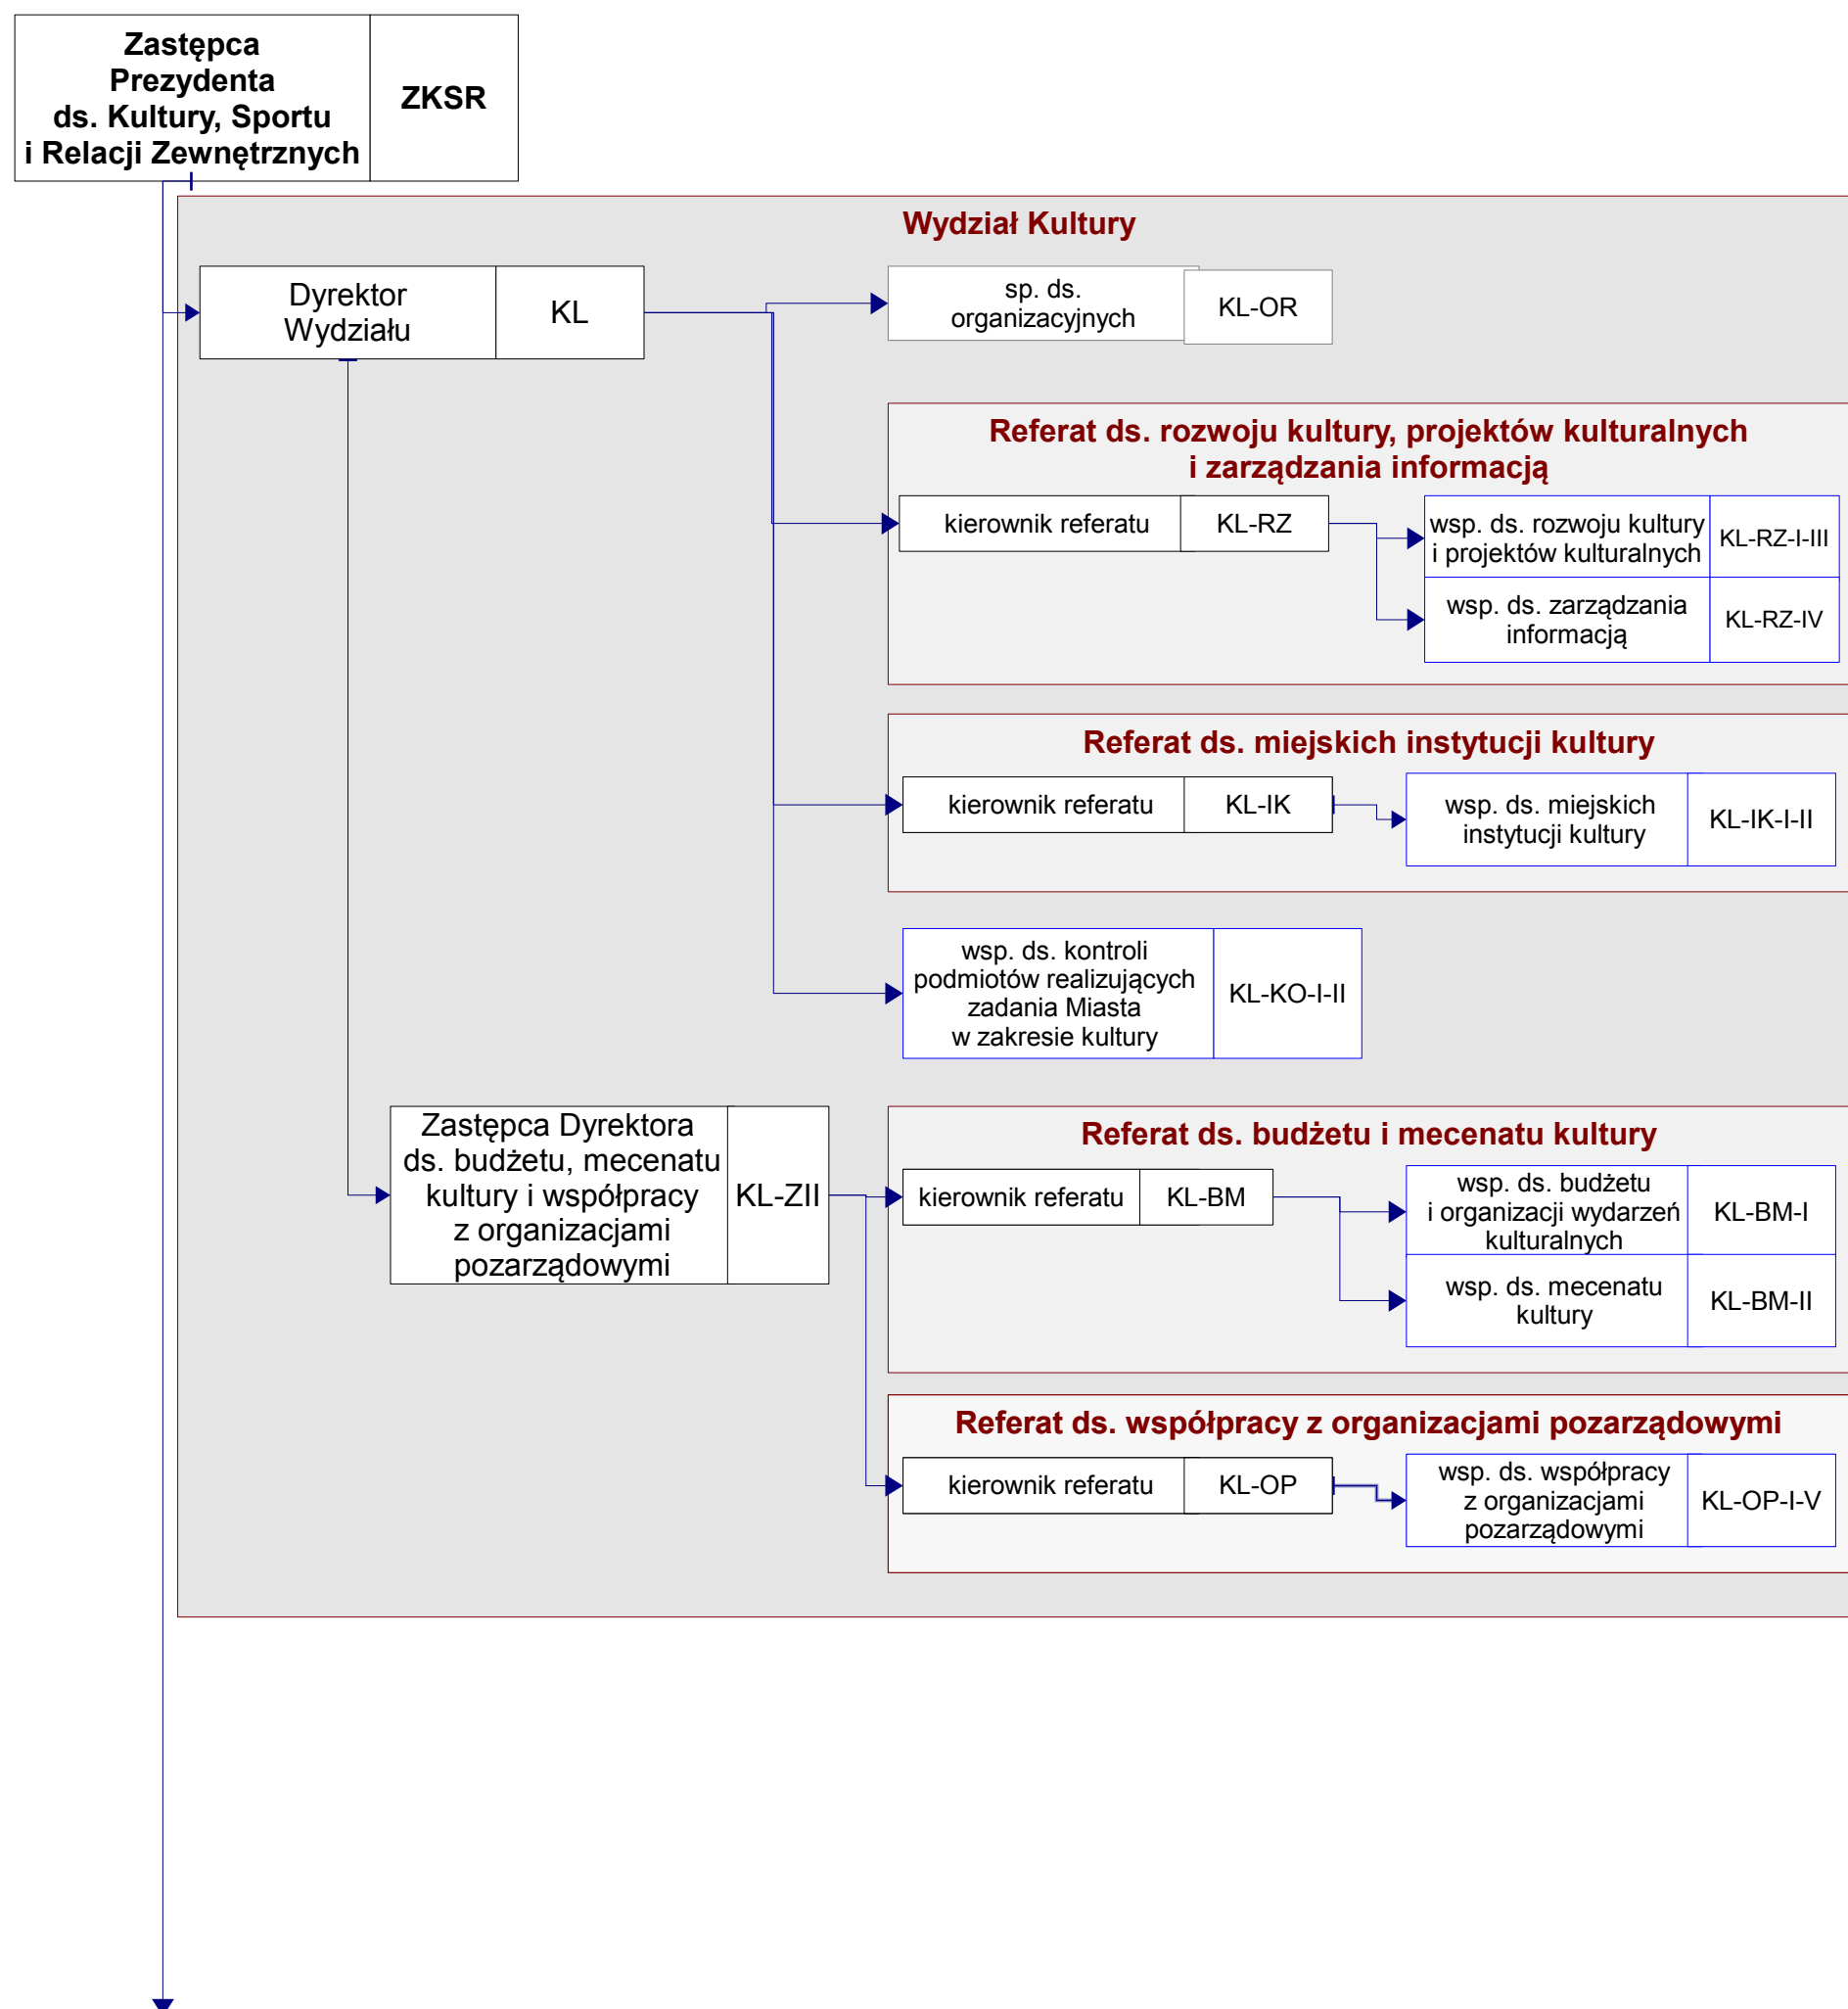 Zastępca
Prezydenta
ds. Kultury, Sportu
i Relacji Zewnętrznych
ZKSR
Wydział Kultury
Dyrektor
Wydziału
KL
sp. ds.
organizacyjnych
KL-OR
Referat ds. rozwoju kultury, projektów kulturalnych
i zarządzania informacją
kierownik referatu
KL-RZ
wsp. ds. rozwoju kultury
i projektów kulturalnych
KL-RZ-I-III
wsp. ds. zarządzania
informacją
KL-RZ-IV
Referat ds. miejskich instytucji kultury
kierownik referatu
KL-IK
wsp. ds. miejskich
instytucji kultury
KL-IK-I-II
wsp. ds. kontroli
podmiotów realizujących
zadania Miasta
w zakresie kultury
KL-KO-I-II
Zastępca Dyrektora
ds. budżetu, mecenatu
kultury i współpracy
z organizacjami
pozarządowymi
KL-ZII
Referat ds. budżetu i mecenatu kultury
kierownik referatu
KL-BM
wsp. ds. budżetu
i organizacji wydarzeń
kulturalnych
KL-BM-I
wsp. ds. mecenatu
kultury
KL-BM-II
Referat ds. współpracy z organizacjami pozarządowymi
kierownik referatu
KL-OP
wsp. ds. współpracy
z organizacjami
pozarządowymi
KL-OP-I-V